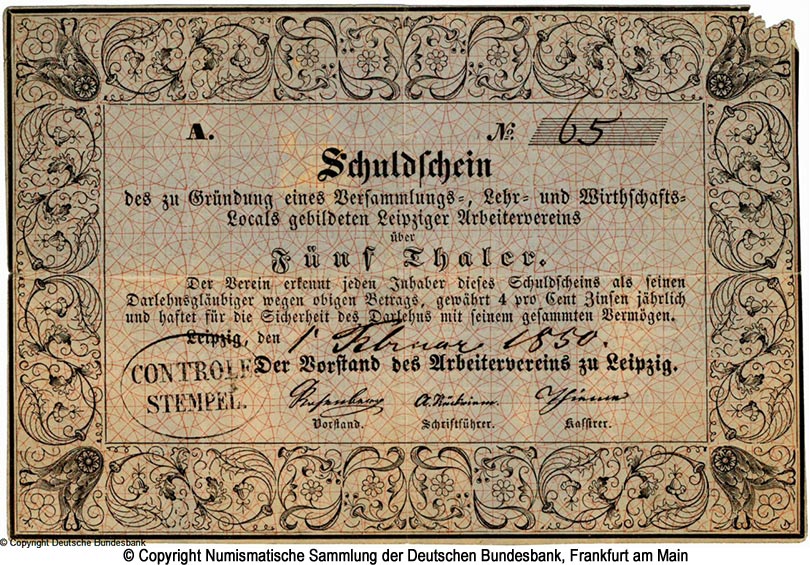 A. No. 65
Schuldschein
des zu Gründung eines Versammlungs-, Lehr- und Wirthschafts-
Locals gebildeten Leipziger Arbeitervereins
über
Fünf Thaler.
Der Verein erkennt jeden Inhaber dieses Schuldscheins als seinen
Darlehnsgläubiger wegen obigen Betrags, gewährt 4 pro Cent Zinsen jährlich
und haftet für die Sicherheit des Darlehns mit seinem gesammten Vermögen.
Leipzig, den 1 Februar 1850.
Der Vorstand des Arbeitervereins zu Leipzig.
CONTROLE
STEMPEL.
Vorstand. Schriftführer. Kassirer.
© Copyright Deutsche Bundesbank
© Copyright Numismatische Sammlung der Deutschen Bundesbank, Frankfurt am Main